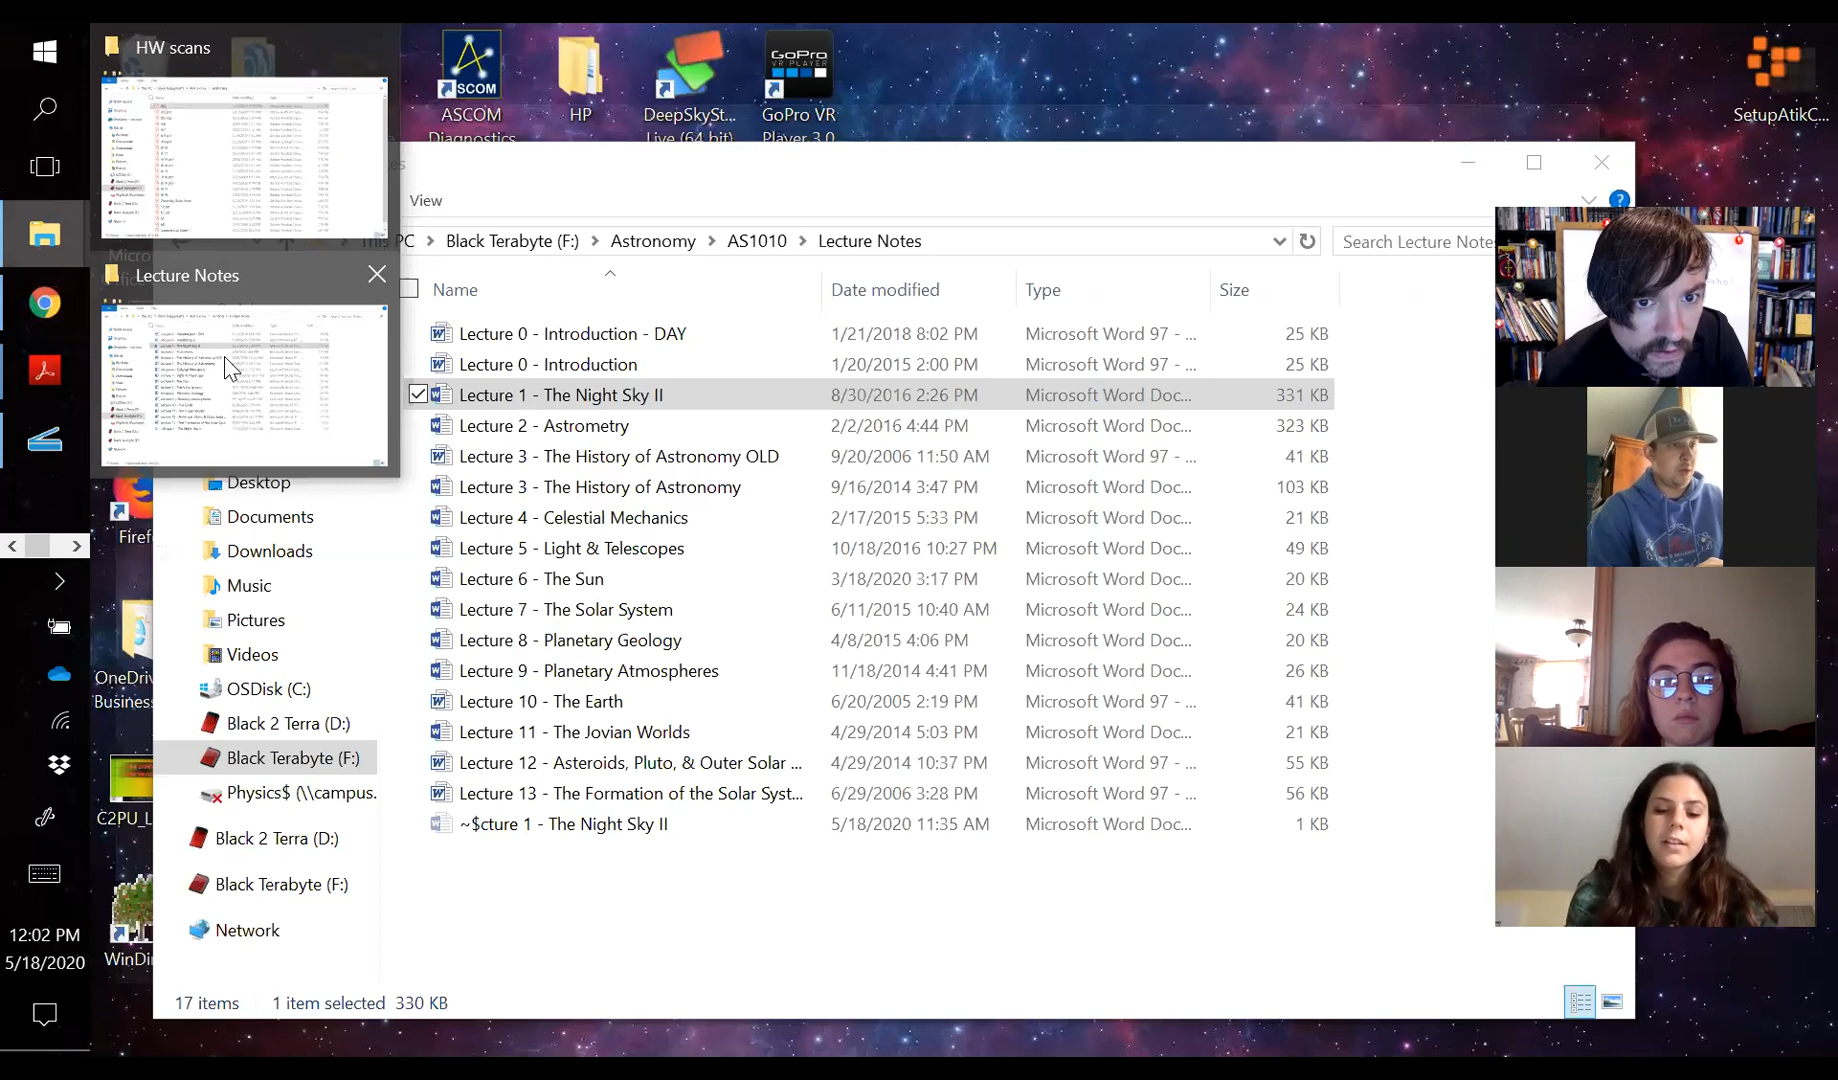 HW scans
Lecture Notes
SCOM
ASCOM
Diagnostics
HP
DeepSkySt...
Live (64 bit)
GoPro
VR PLAYER
GoPro VR
Player 3.0
SetupAtikC...
View
This PC > Black Terabyte (F:) > Astronomy > AS1010 > Lecture Notes
Search Lecture Note
Name Date modified Type Size
Lecture 0 - Introduction - DAY 1/21/2018 8:02 PM Microsoft Word 97 - ... 25 KB
Lecture 0 - Introduction 1/20/2015 2:00 PM Microsoft Word 97 - ... 25 KB
Lecture 1 - The Night Sky II 8/30/2016 2:26 PM Microsoft Word Doc... 331 KB
Lecture 2 - Astrometry 2/2/2016 4:44 PM Microsoft Word Doc... 323 KB
Lecture 3 - The History of Astronomy OLD 9/20/2006 11:50 AM Microsoft Word 97 - ... 41 KB
Lecture 3 - The History of Astronomy 9/16/2014 3:47 PM Microsoft Word Doc... 103 KB
Lecture 4 - Celestial Mechanics 2/17/2015 5:33 PM Microsoft Word Doc... 21 KB
Lecture 5 - Light & Telescopes 10/18/2016 10:27 PM Microsoft Word Doc... 49 KB
Lecture 6 - The Sun 3/18/2020 3:17 PM Microsoft Word Doc... 20 KB
Lecture 7 - The Solar System 6/11/2015 10:40 AM Microsoft Word Doc... 24 KB
Lecture 8 - Planetary Geology 4/8/2015 4:06 PM Microsoft Word Doc... 20 KB
Lecture 9 - Planetary Atmospheres 11/18/2014 4:41 PM Microsoft Word Doc... 26 KB
Lecture 10 - The Earth 6/20/2005 2:19 PM Microsoft Word 97 - ... 41 KB
Lecture 11 - The Jovian Worlds 4/29/2014 5:03 PM Microsoft Word Doc... 21 KB
Lecture 12 - Asteroids, Pluto, & Outer Solar ... 4/29/2014 10:37 PM Microsoft Word 97 - ... 55 KB
Lecture 13 - The Formation of the Solar Syst... 6/29/2006 3:28 PM Microsoft Word 97 - ... 56 KB
~$cture 1 - The Night Sky II 5/18/2020 11:35 AM Microsoft Word Doc... 1 KB
Desktop
Documents
Downloads
Music
Pictures
Videos
OSDisk (C:)
Black 2 Terra (D:)
Black Terabyte (F:)
Physics$ (\\campus.
Black 2 Terra (D:)
Black Terabyte (F:)
Network
17 items 1 item selected 330 KB
Micro
Firef
OneDriv
Business
C2PU_L
WinDir
12:02 PM
5/18/2020